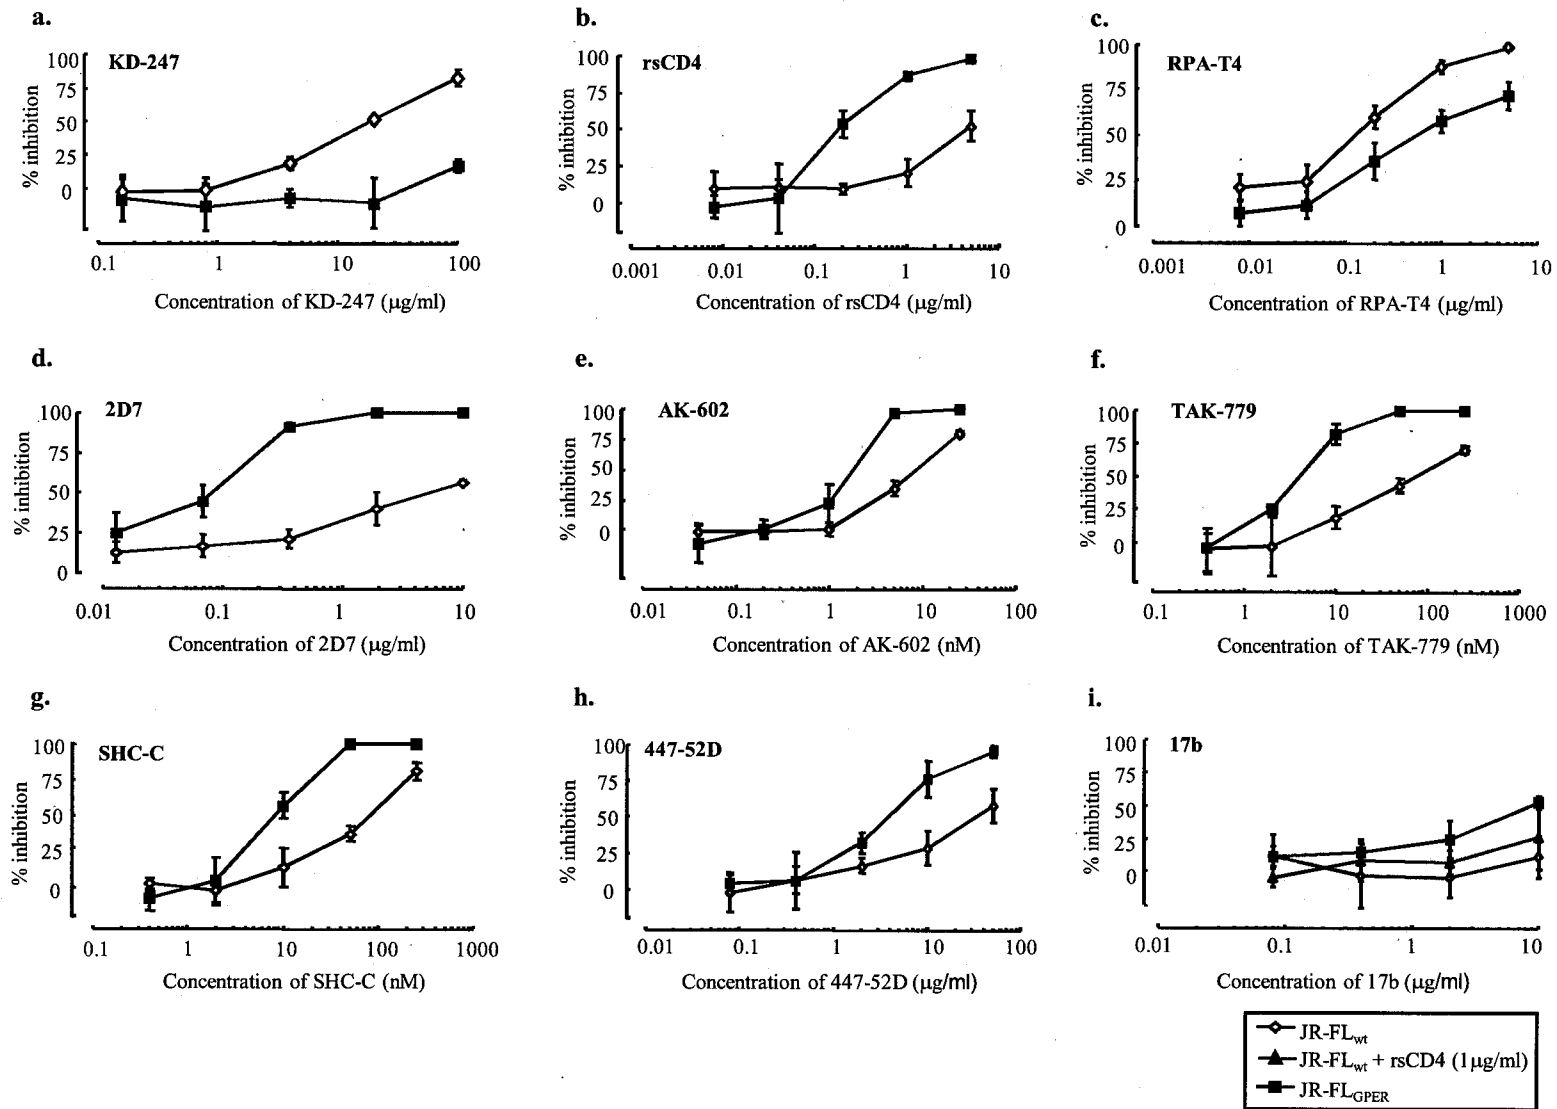 a.
KD-247
% inhibition
100
75
50
25
0
0.1 1 10 100
Concentration of KD-247 (μg/ml)
b.
rsCD4
% inhibition
100
75
50
25
0
0.001 0.01 0.1 1 10
Concentration of rsCD4 (μg/ml)
c.
RPA-T4
% inhibition
100
75
50
25
0
0.001 0.01 0.1 1 10
Concentration of RPA-T4 (μg/ml)
d.
2D7
% inhibition
100
75
50
25
0
0.01 0.1 1 10
Concentration of 2D7 (μg/ml)
e.
AK-602
% inhibition
100
75
50
25
0
0.01 0.1 1 10 100
Concentration of AK-602 (nM)
f.
TAK-779
% inhibition
100
75
50
25
0
0.1 1 10 100 1000
Concentration of TAK-779 (nM)
g.
SHC-C
% inhibition
100
75
50
25
0
0.1 1 10 100 1000
Concentration of SHC-C (nM)
h.
447-52D
% inhibition
100
75
50
25
0
0.01 0.1 1 10 100
Concentration of 447-52D (μg/ml)
i.
17b
% inhibition
100
75
50
25
0
0.01 0.1 1 10
Concentration of 17b (μg/ml)
JR-FLwt
JR-FLwt + rsCD4 (1μg/ml)
JR-FLGPER